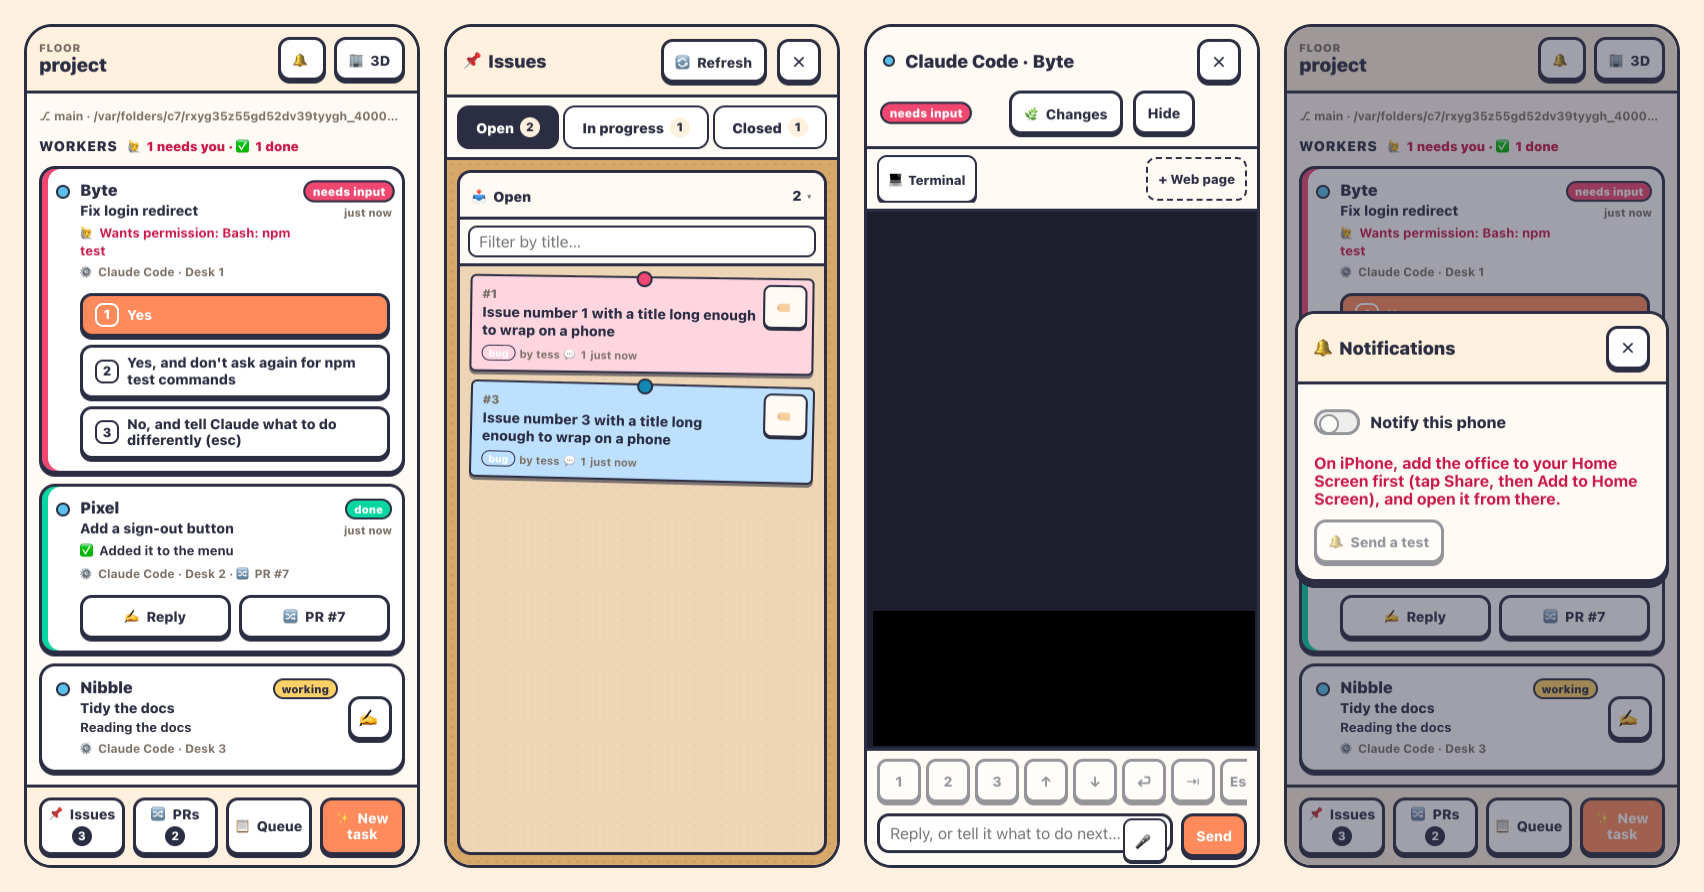 FLOOR
project
3D
⎇ main · /var/folders/c7/rxyg35z55gd52dv39tyygh_4000...
WORKERS 🙋 1 needs you · ✅ 1 done
Byte
needs input
Fix login redirect
just now
🙋 Wants permission: Bash: npm
test
Claude Code · Desk 1
1 Yes
2 Yes, and don't ask again for npm
test commands
3 No, and tell Claude what to do
differently (esc)
Pixel
done
Add a sign-out button
just now
✅ Added it to the menu
Claude Code · Desk 2 · 🔀 PR #7
Reply
PR #7
Nibble
working
Tidy the docs
Reading the docs
Claude Code · Desk 3
Issues
3
PRs
2
Queue
New
task
Issues
Refresh
✕
Open 2
In progress 1
Closed 1
Open
2
Filter by title...
#1
Issue number 1 with a title long enough
to wrap on a phone
bug by tess 💬 1 just now
#3
Issue number 3 with a title long
enough to wrap on a phone
bug by tess 💬 1 just now
Claude Code · Byte
✕
needs input
Changes
Hide
Terminal
+ Web page
1 2 3 ↑ ↓ ⏎ ⇥ Es
Reply, or tell it what to do next...
Send
FLOOR
project
3D
⎇ main · /var/folders/c7/rxyg35z55gd52dv39tyygh_4000...
WORKERS 🙋 1 needs you · ✅ 1 done
Byte
needs input
Fix login redirect
just now
🙋 Wants permission: Bash: npm
test
Claude Code · Desk 1
Notifications
✕
Notify this phone
On iPhone, add the office to your Home
Screen first (tap Share, then Add to Home
Screen), and open it from there.
Send a test
Reply
PR #7
Nibble
working
Tidy the docs
Reading the docs
Claude Code · Desk 3
Issues
3
PRs
2
Queue
New
task